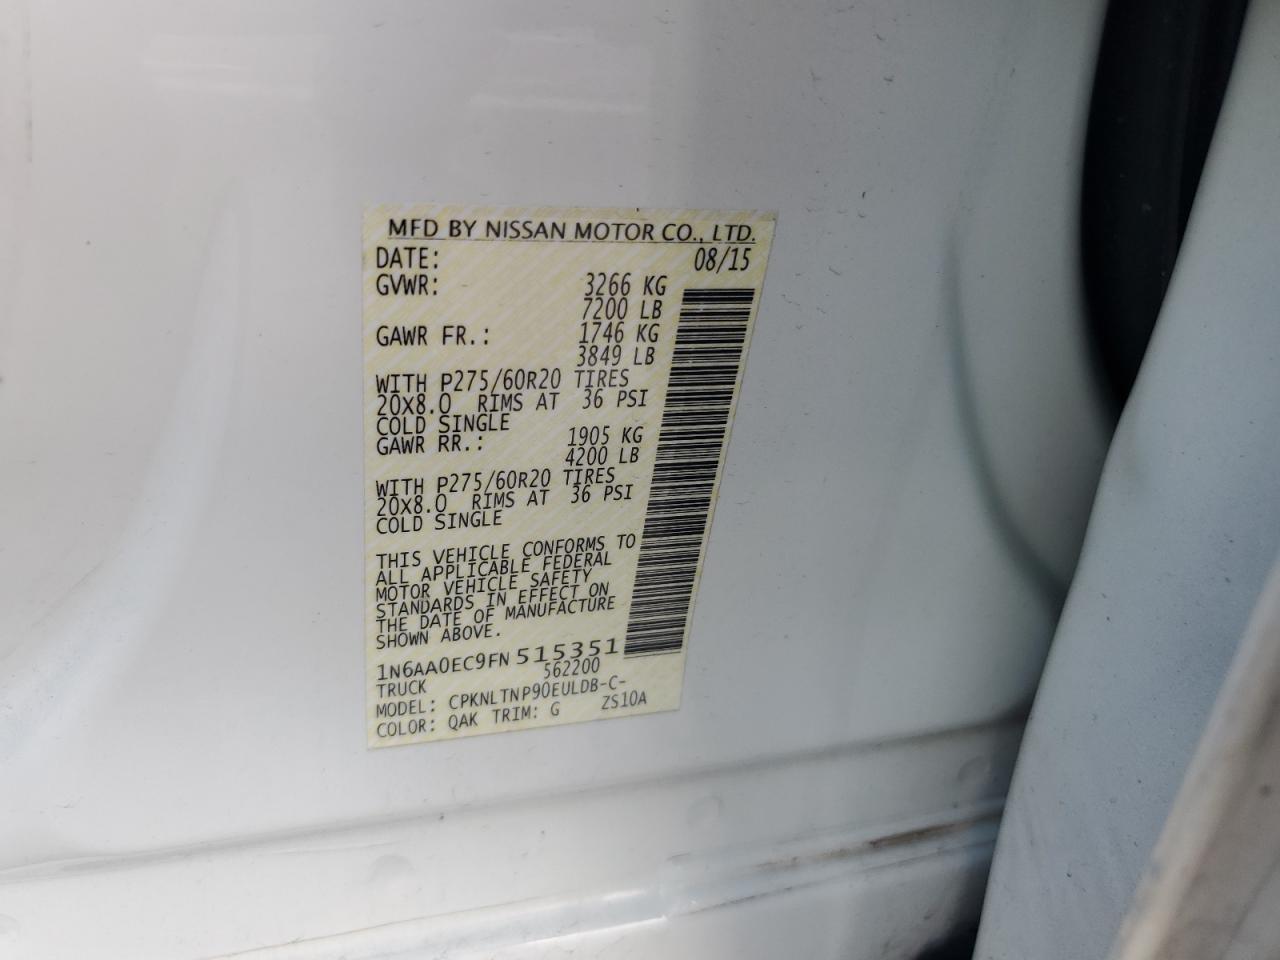 MFD BY NISSAN MOTOR CO., LTD.
DATE: 08/15
GVWR: 3266 KG
7200 LB
GAWR FR.: 1746 KG
3849 LB
WITH P275/60R20 TIRES
20X8.0 RIMS AT 36 PSI
COLD SINGLE
GAWR RR.: 1905 KG
4200 LB
WITH P275/60R20 TIRES
20X8.0 RIMS AT 36 PSI
COLD SINGLE
THIS VEHICLE CONFORMS TO
ALL APPLICABLE FEDERAL
MOTOR VEHICLE SAFETY
STANDARDS IN EFFECT ON
THE DATE OF MANUFACTURE
SHOWN ABOVE.
1N6AA0EC9FN515351
TRUCK 562200
MODEL: CPKNLTNP90EULDB-C-
COLOR: QAK TRIM: G ZS10A